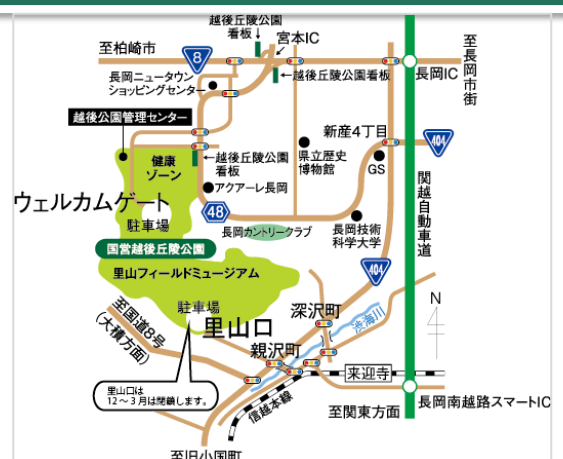 越後丘陵公園
看板
宮本IC
至柏崎市
8
至長岡市街
長岡IC
越後丘陵公園看板
長岡ニュータウン
ショッピングセンター
越後公園管理センター
新産4丁目
404
健康
ゾーン
越後丘陵公園
看板
県立歴史
博物館
GS
アクアーレ長岡
ウェルカムゲート
駐車場
48
長岡カントリークラブ
長岡技術
科学大学
関越自動車道
国営越後丘陵公園
里山フィールドミュージアム
404
N
駐車場
里山口
深沢町
渋海川
至国道8号
(大積方面)
親沢町
来迎寺
里山口は
12～3月は閉鎖します。
信越本線
至関東方面
長岡南越路スマートIC
至旧小国町